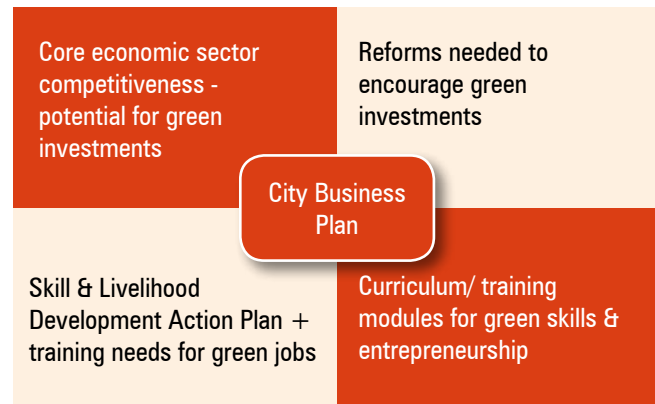 Core economic sector
competitiveness -
potential for green
investments
Reforms needed to
encourage green
investments
City Business
Plan
Skill & Livelihood
Development Action Plan +
training needs for green jobs
Curriculum/ training
modules for green skills &
entrepreneurship